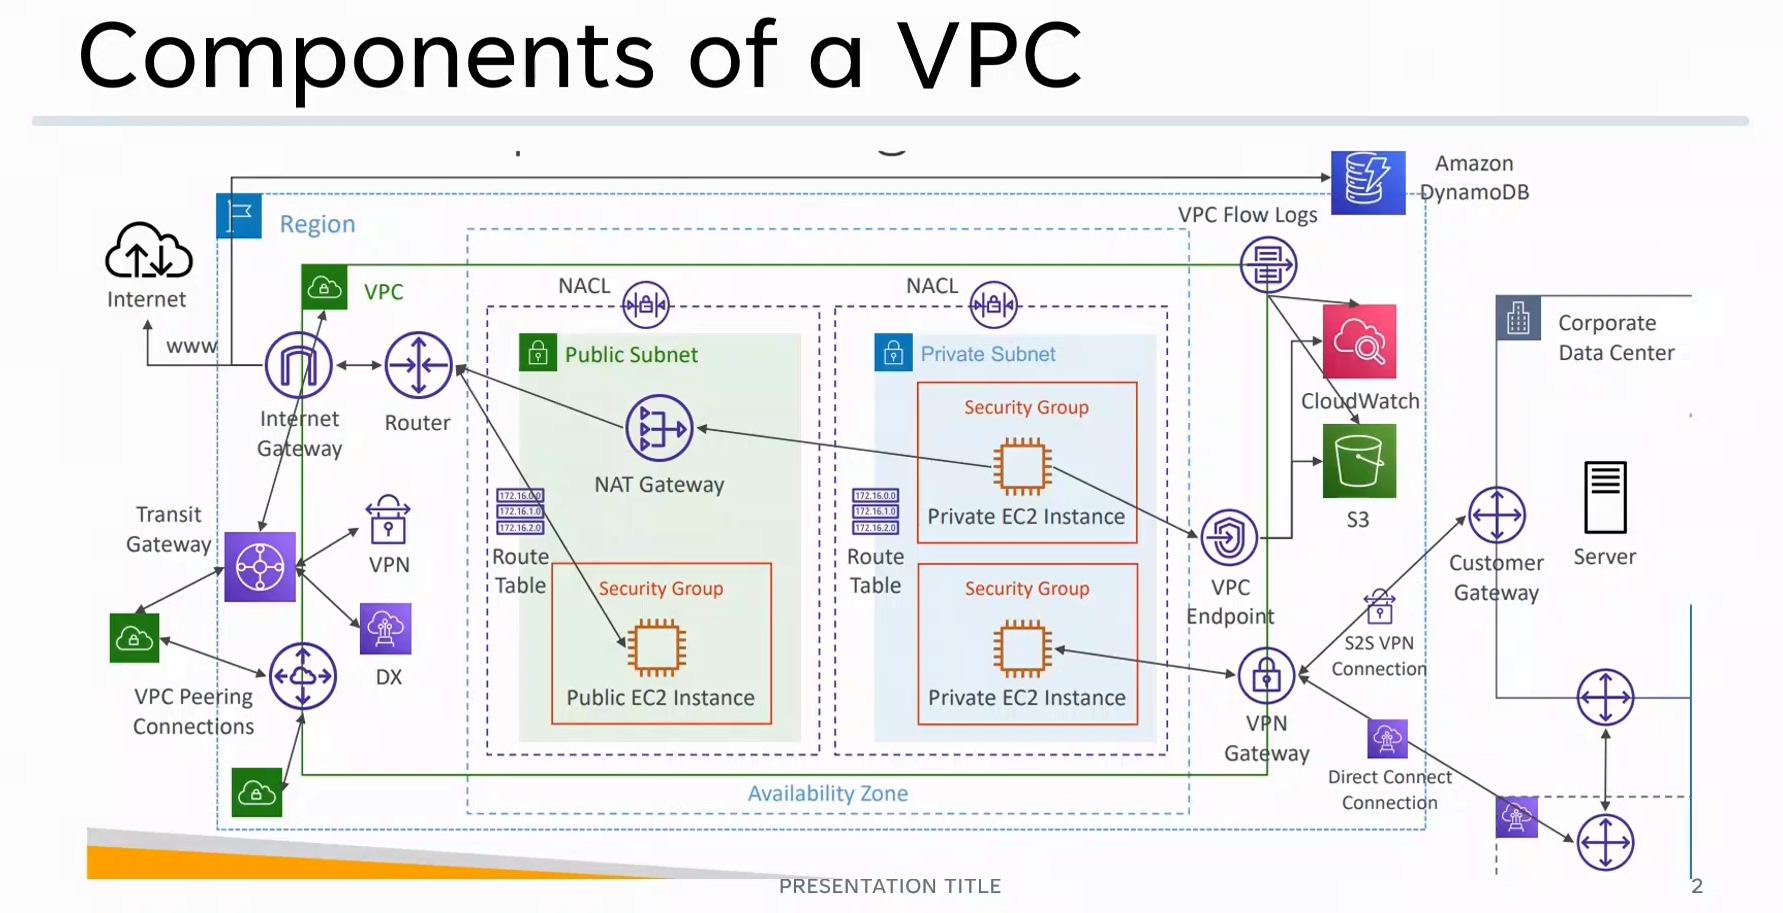 Components of a VPC
Amazon
DynamoDB
VPC Flow Logs
Region
Internet
www
VPC
NACL
NACL
Public Subnet
Private Subnet
Security Group
Internet
Gateway
Router
NAT Gateway
Private EC2 Instance
172.16.0.0
172.16.1.0
172.16.2.0
Route
Table
172.16.0.0
172.16.1.0
172.16.2.0
Route
Table
CloudWatch
S3
Corporate
Data Center
Transit
Gateway
VPN
DX
VPC Peering
Connections
Security Group
Public EC2 Instance
Security Group
Private EC2 Instance
VPC
Endpoint
VPN
Gateway
Customer
Gateway
Server
S2S VPN
Connection
Direct Connect
Connection
Availability Zone
PRESENTATION TITLE
2